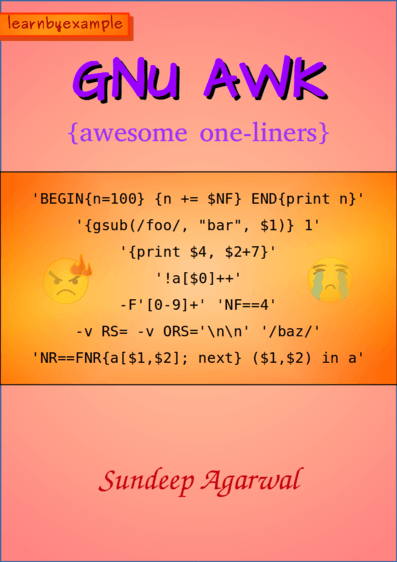 learnbyexample
GNU AWK
{awesome one-liners}
'BEGIN{n=100} {n += $NF} END{print n}'
'{gsub(/foo/, "bar", $1)} 1'
'{print $4, $2+7}'
'!a[$0]++'
-F'[0-9]+' 'NF==4'
-v RS= -v ORS='\n\n' '/baz/'
'NR==FNR{a[$1,$2]; next} ($1,$2) in a'
Sundeep Agarwal